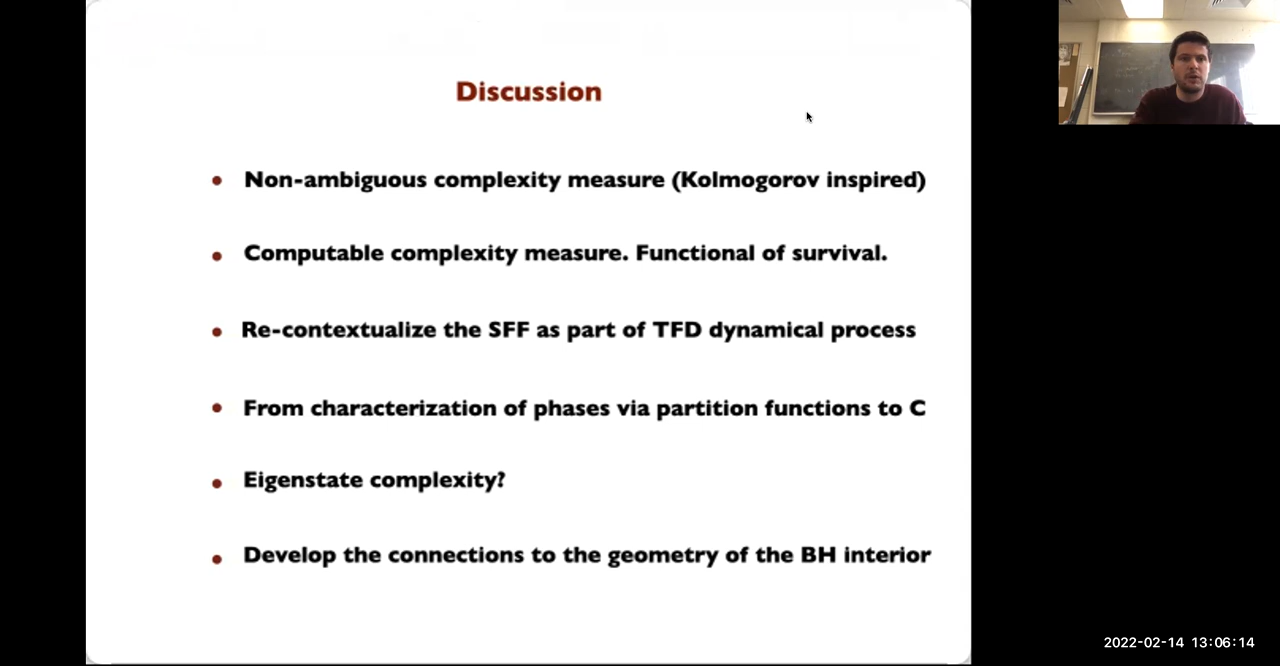 Discussion
• Non-ambiguous complexity measure (Kolmogorov inspired)
• Computable complexity measure. Functional of survival.
• Re-contextualize the SFF as part of TFD dynamical process
• From characterization of phases via partition functions to C
• Eigenstate complexity?
• Develop the connections to the geometry of the BH interior
2022-02-14 13:06:14